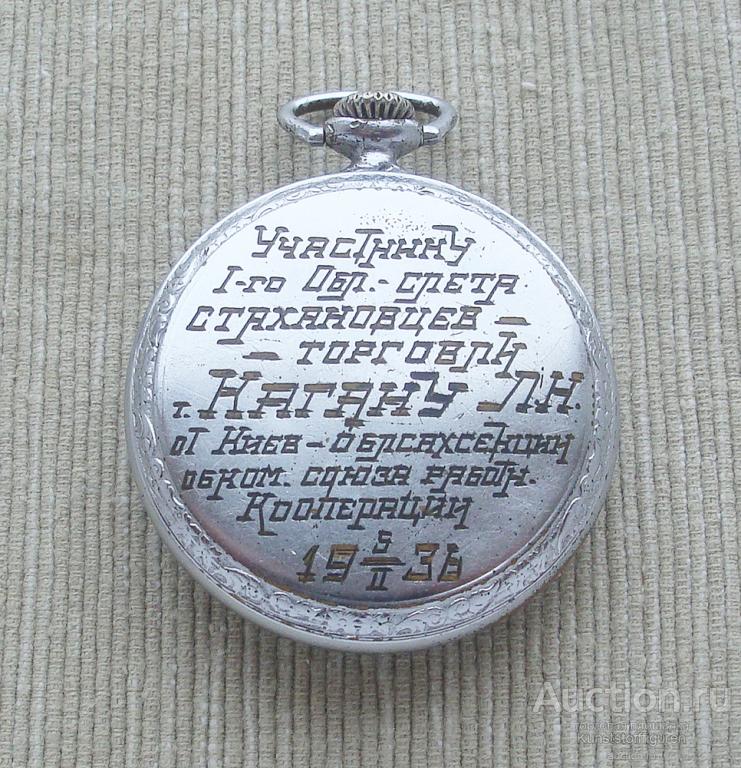 Участнику
1-го Обл.- слета
стахановцев –
– торговли
т. Кагану Л.Н.
от Киев – Облсахсекции
обком. союза работн.
Кооперации
19 5/II 36
Auction.ru